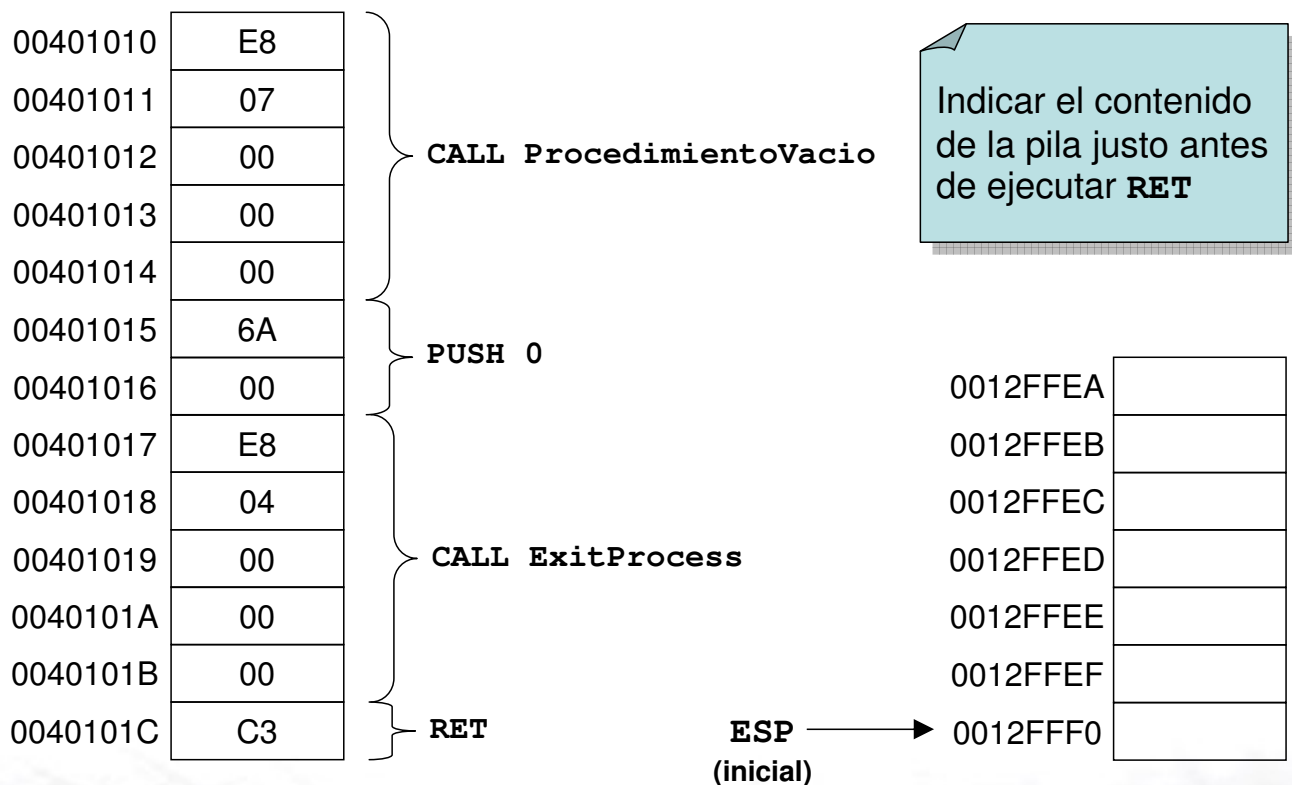 00401010 E8
00401011 07
00401012 00
00401013 00
00401014 00
00401015 6A
00401016 00
00401017 E8
00401018 04
00401019 00
0040101A 00
0040101B 00
0040101C C3
CALL ProcedimientoVacio
PUSH 0
CALL ExitProcess
RET
Indicar el contenido
de la pila justo antes
de ejecutar RET
0012FFEA
0012FFEB
0012FFEC
0012FFED
0012FFEE
0012FFEF
ESP 0012FFF0
(inicial)